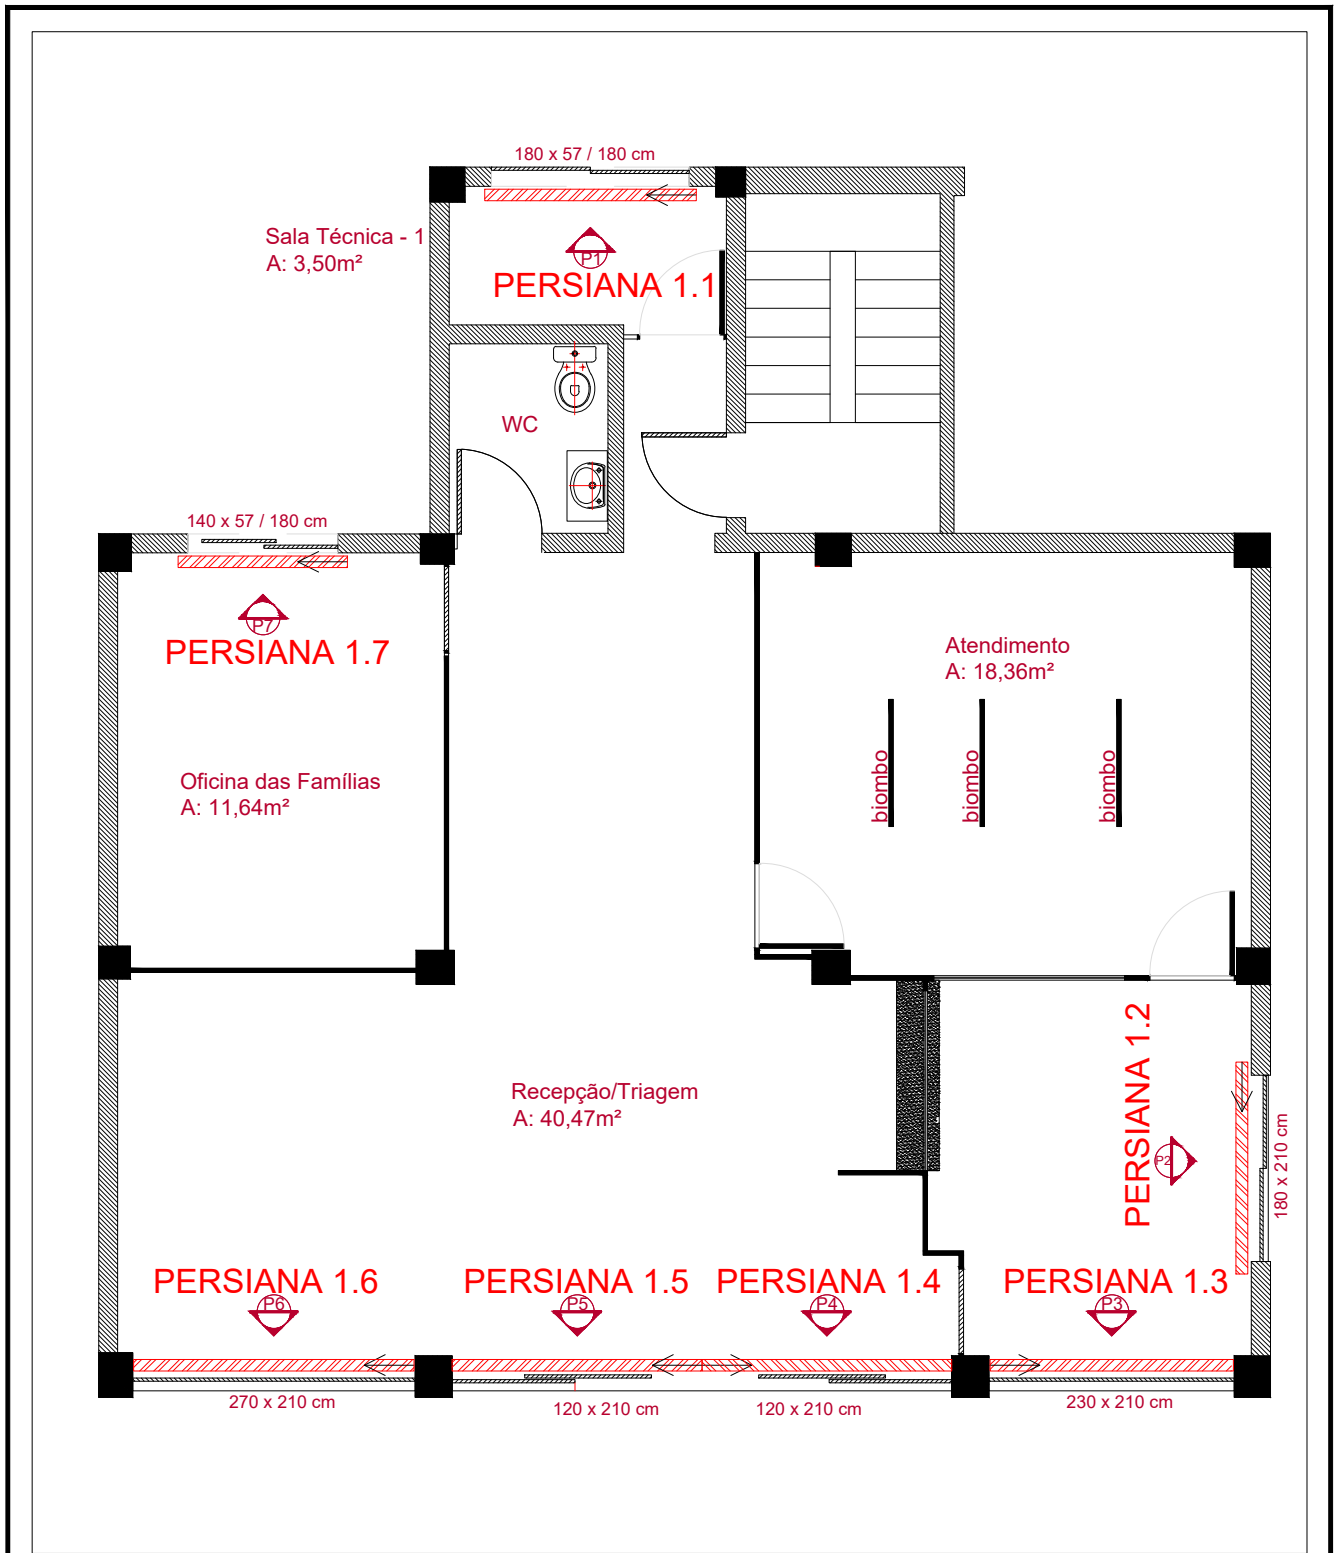 180 x 57 / 180 cm
Sala Técnica - 1
A: 3,50m²
P1
PERSIANA 1.1
WC
140 x 57 / 180 cm
P7
PERSIANA 1.7
Atendimento
A: 18,36m²
biombo
biombo
biombo
Oficina das Famílias
A: 11,64m²
PERSIANA 1.2
P2
180 x 210 cm
Recepção/Triagem
A: 40,47m²
PERSIANA 1.6
PERSIANA 1.5
PERSIANA 1.4
PERSIANA 1.3
P6
P5
P4
P3
270 x 210 cm
120 x 210 cm
120 x 210 cm
230 x 210 cm